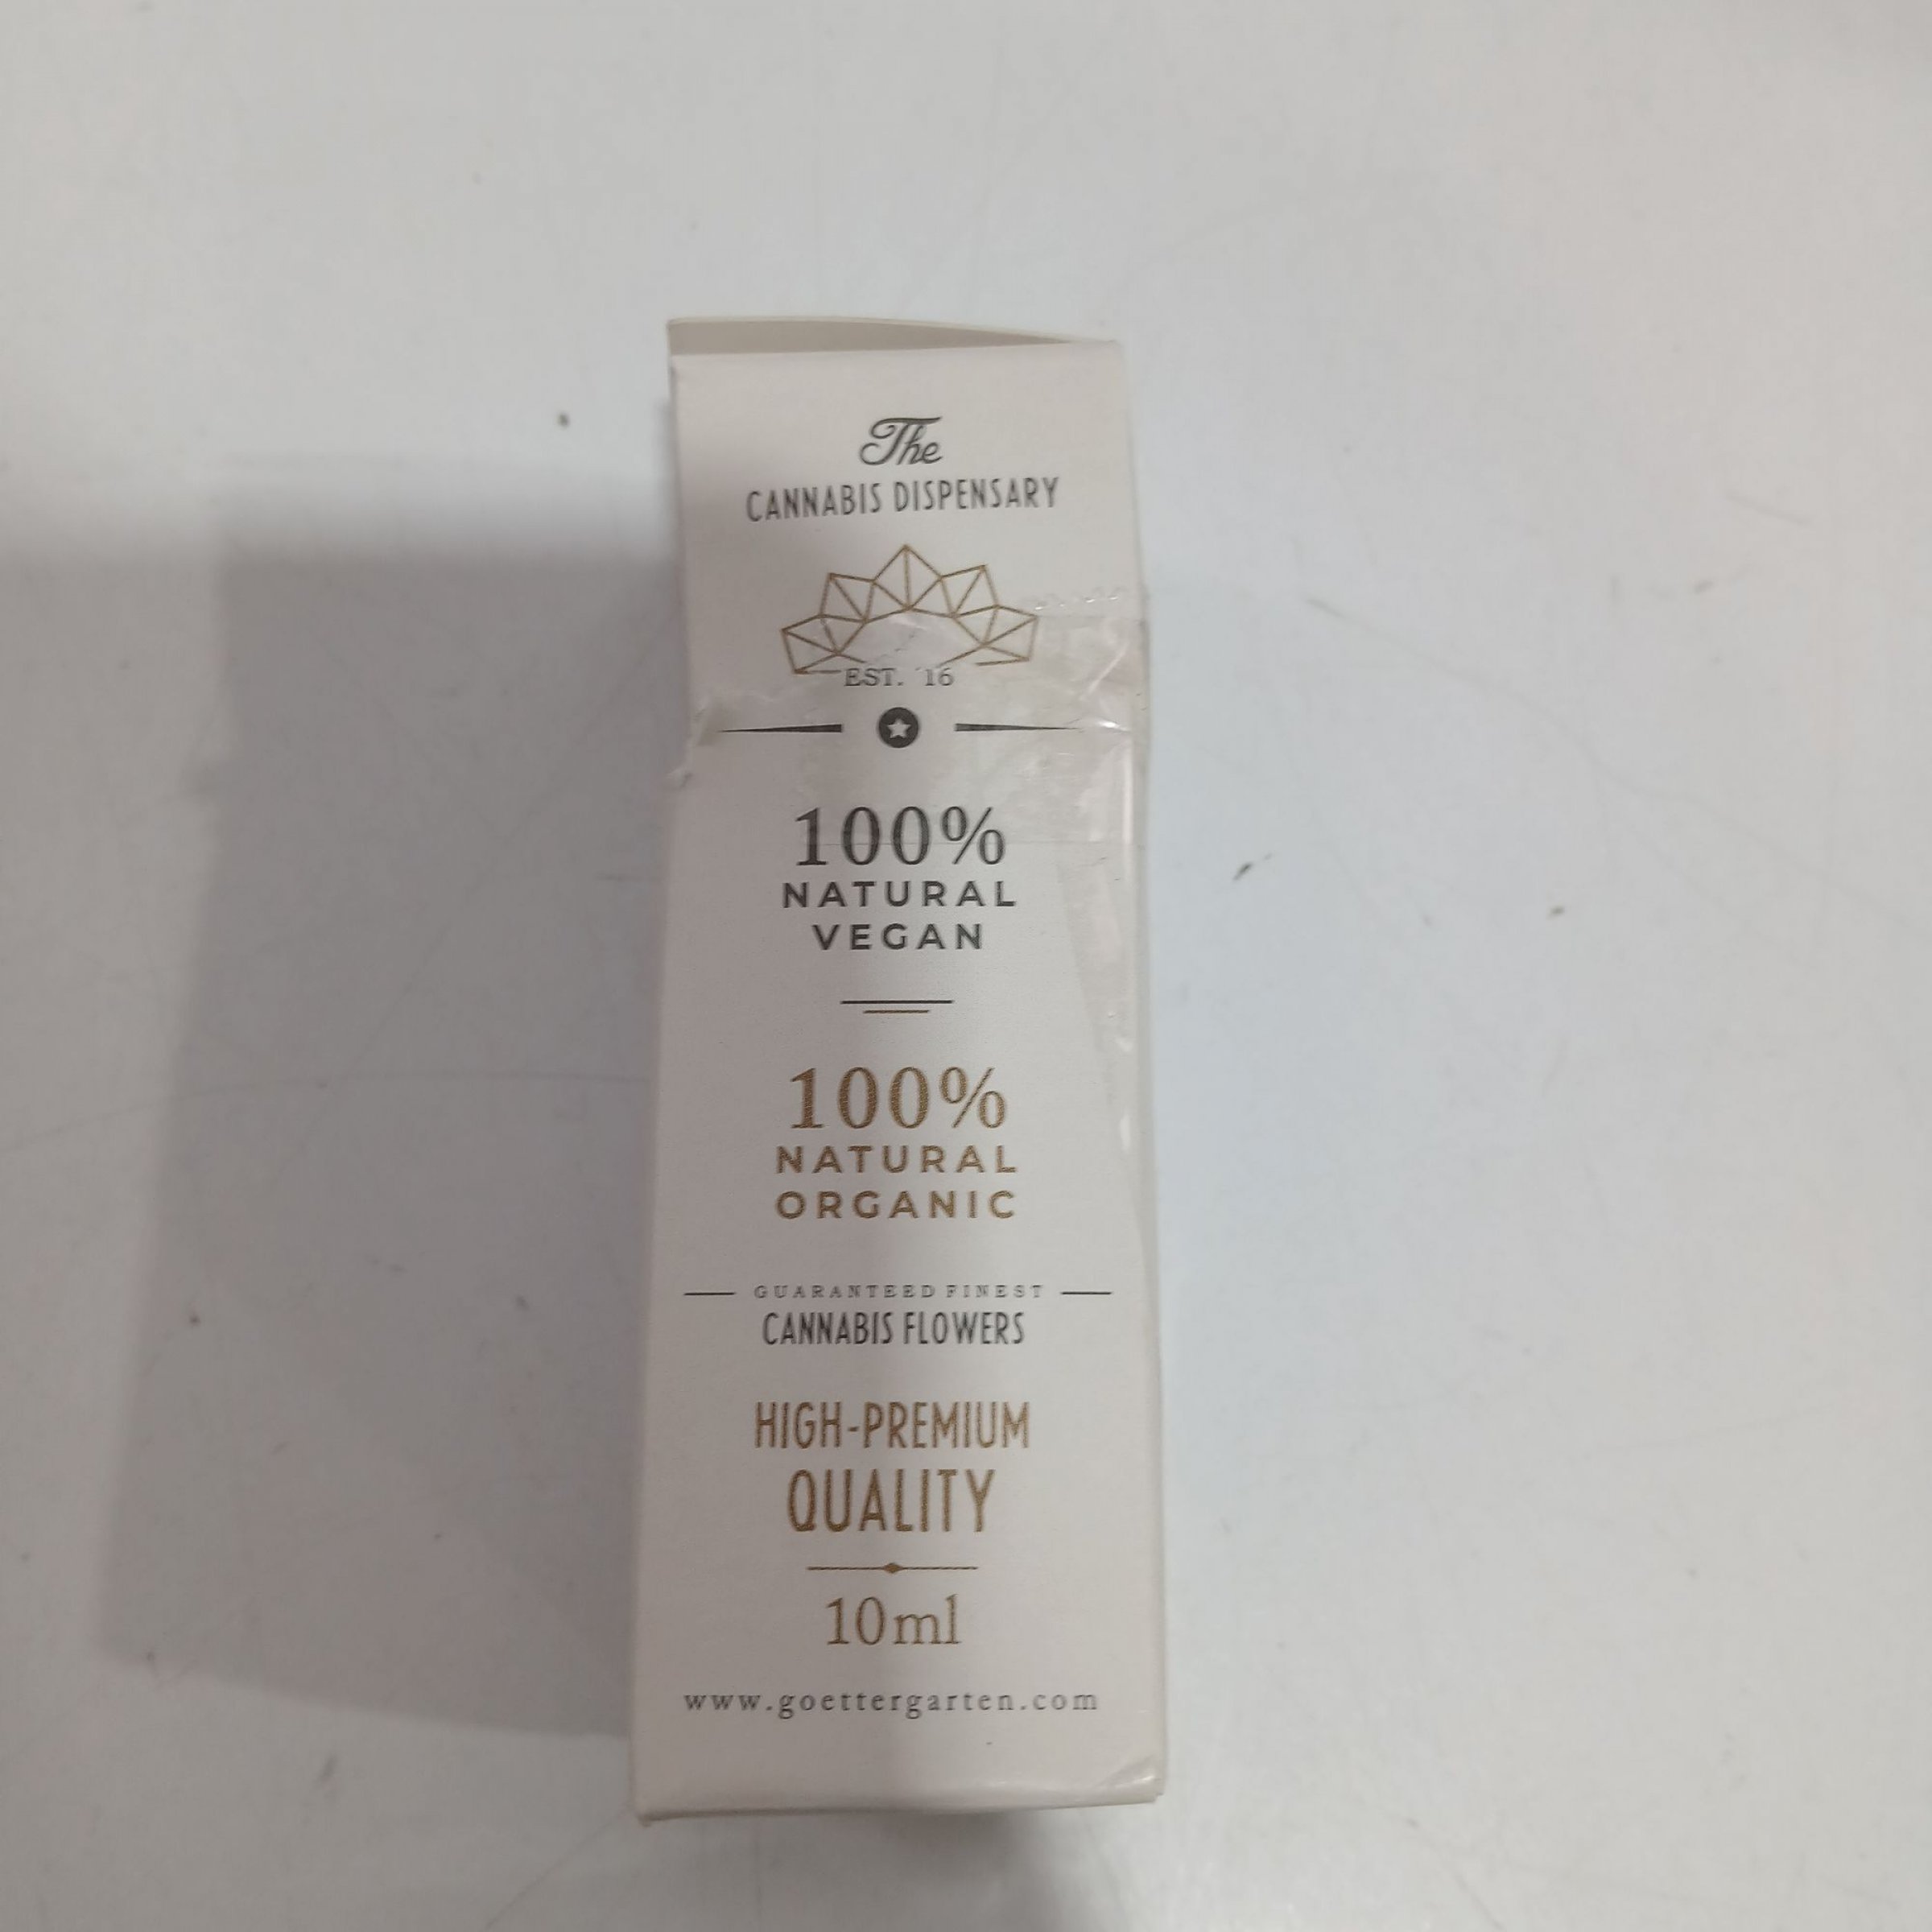 The
CANNABIS DISPENSARY
EST. '16
100%
NATURAL
VEGAN
100%
NATURAL
ORGANIC
GUARANTEED FINEST
CANNABIS FLOWERS
HIGH-PREMIUM
QUALITY
10ml
www.goettergarten.com